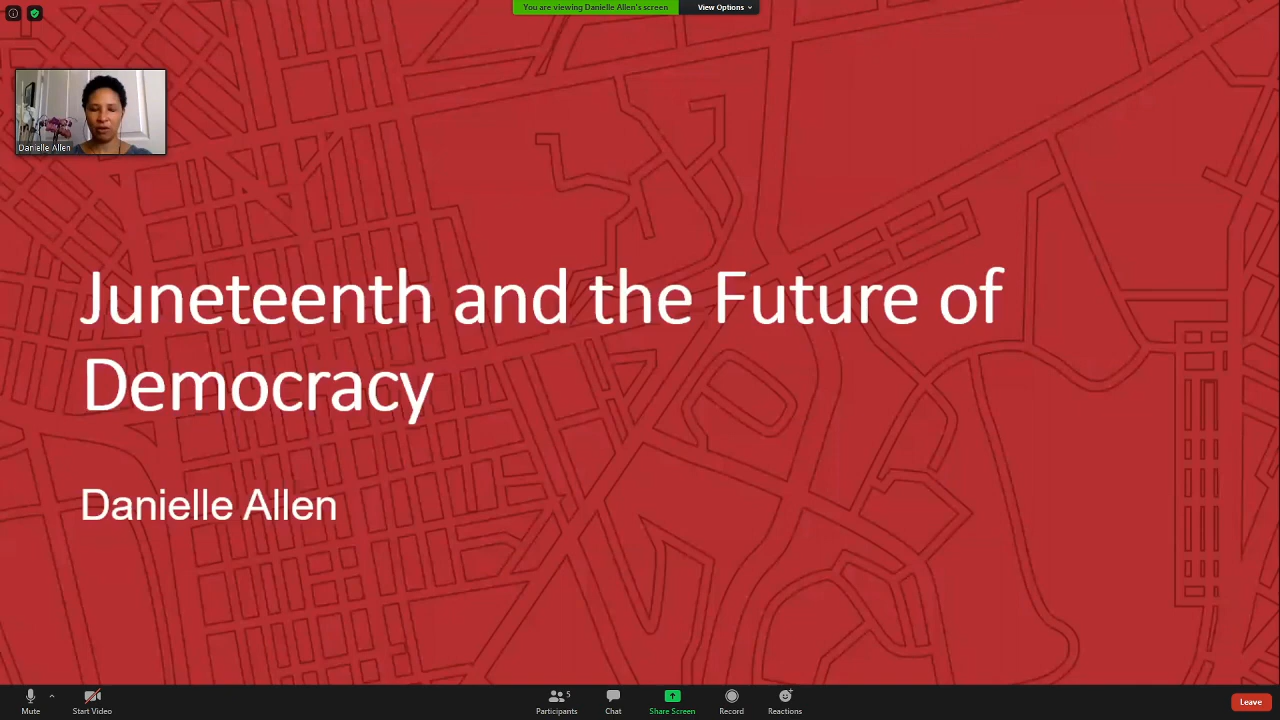 You are viewing Danielle Allen's screen
View Options
Danielle Allen
Juneteenth and the Future of
Democracy
Danielle Allen
Mute
Start Video
Participants
5
Chat
Share Screen
Record
Reactions
Leave